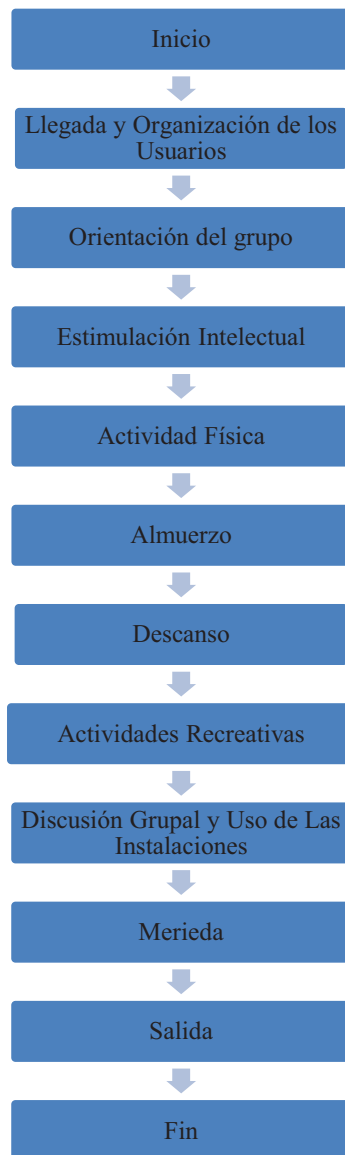 Inicio
Llegada y Organización de los
Usuarios
Orientación del grupo
Estimulación Intelectual
Actividad Física
Almuerzo
Descanso
Actividades Recreativas
Discusión Grupal y Uso de Las
Instalaciones
Merieda
Salida
Fin